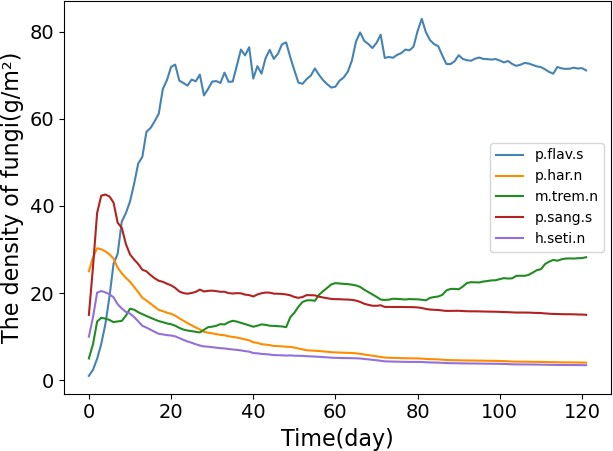 The density of fungi(g/m²)
80
60
40
20
0
p.flav.s
p.har.n
m.trem.n
p.sang.s
h.seti.n
0 20 40 60 80 100 120
Time(day)